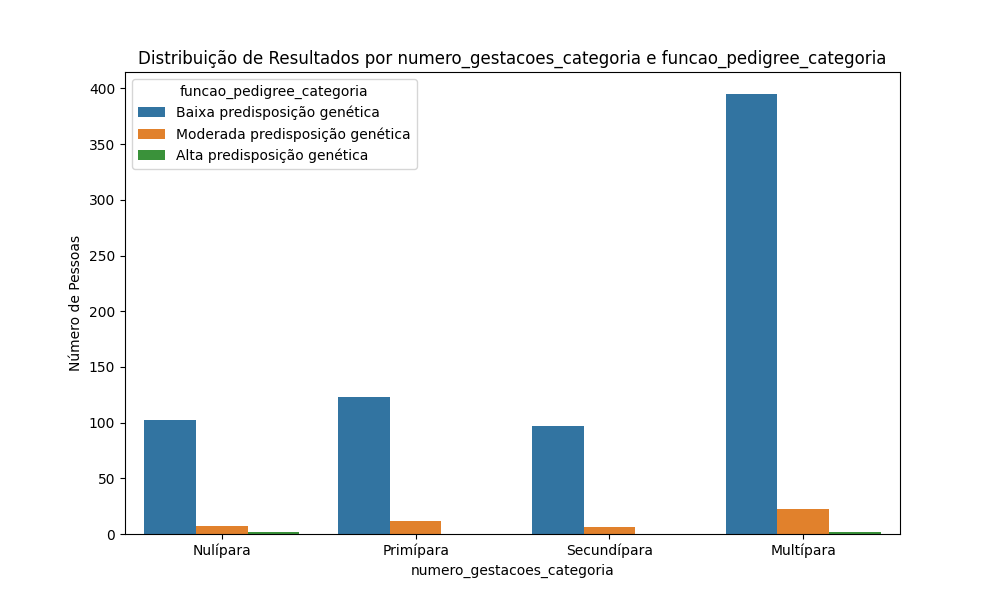 Distribuição de Resultados por numero_gestacoes_categoria e funcao_pedigree_categoria
funcao_pedigree_categoria
Baixa predisposição genética
Moderada predisposição genética
Alta predisposição genética
Número de Pessoas
400
350
300
250
200
150
100
50
0
Nulípara
Primípara
Secundípara
Multípara
numero_gestacoes_categoria